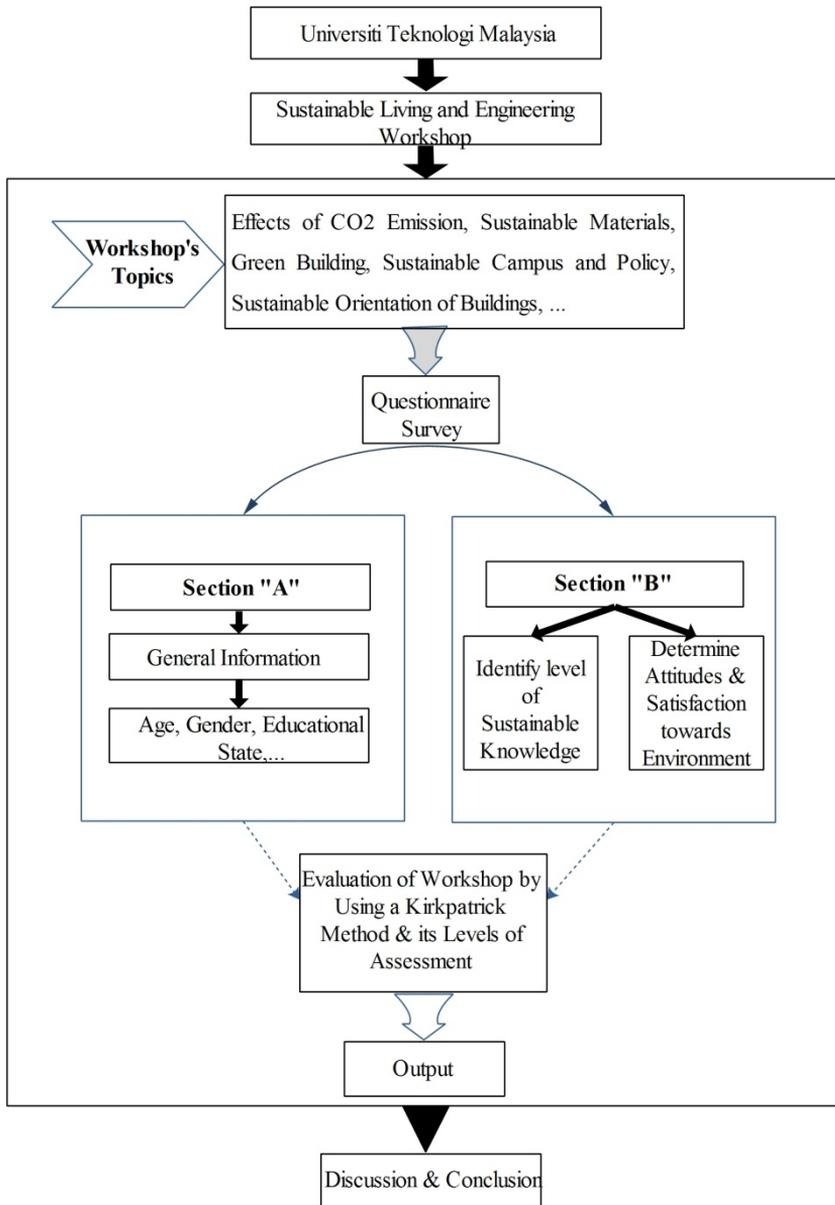 Universiti Teknologi Malaysia
Sustainable Living and Engineering
Workshop
Workshop's
Topics
Effects of CO2 Emission, Sustainable Materials,
Green Building, Sustainable Campus and Policy,
Sustainable Orientation of Buildings, ...
Questionnaire
Survey
Section "A"
General Information
Age, Gender, Educational
State,...
Section "B"
Identify level
of
Sustainable
Knowledge
Determine
Attitudes &
Satisfaction
towards
Environment
Evaluation of Workshop by
Using a Kirkpatrick
Method & its Levels of
Assessment
Output
Discussion & Conclusion